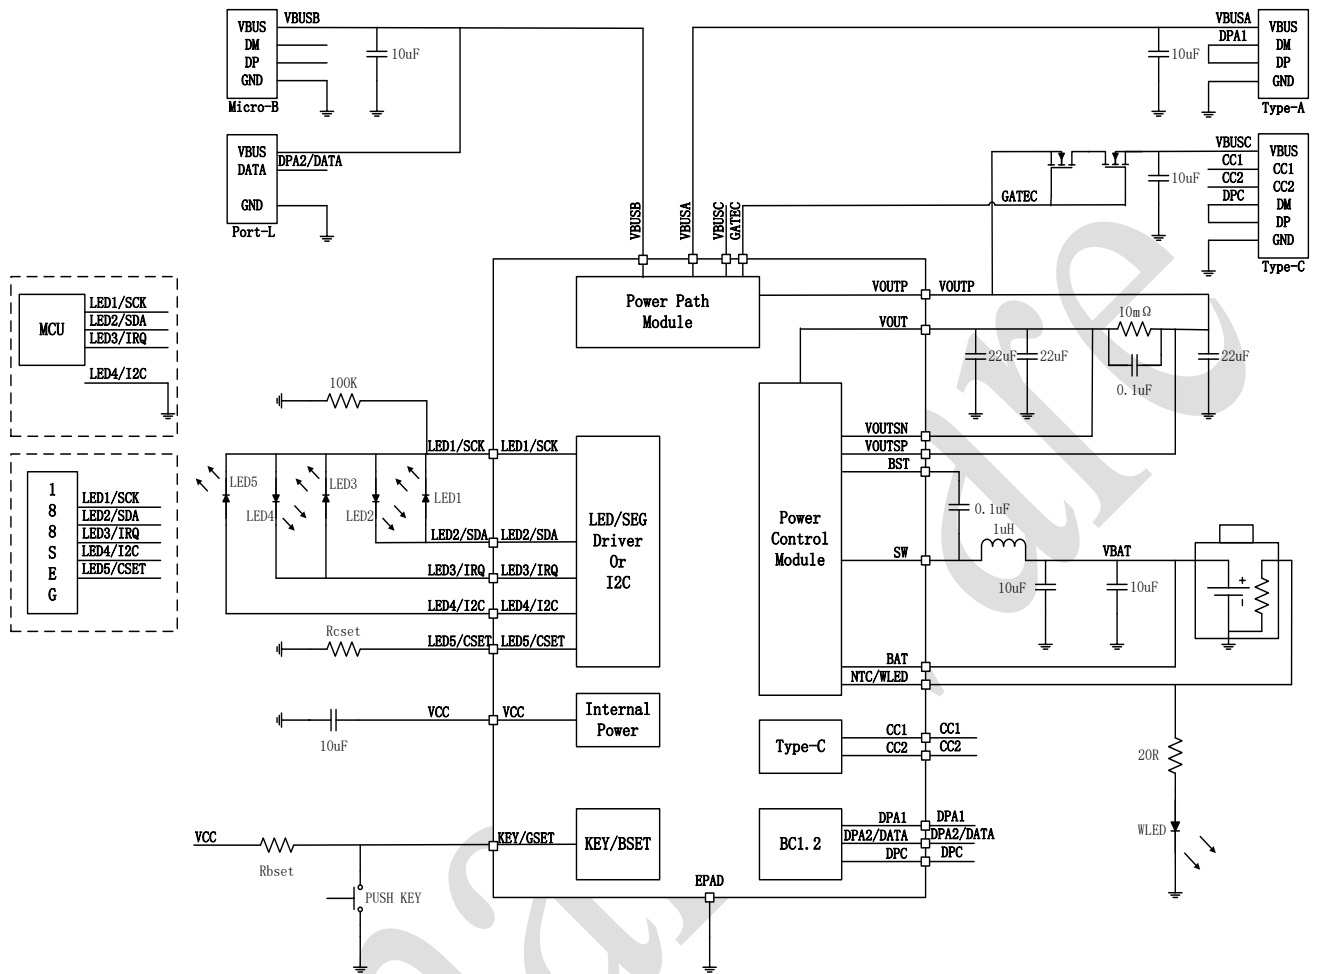 VBUSB
VBUS
DM
DP
GND
Micro-B
10uF
VBUS
DATA
DPA2/DATA
GND
Port-L
VBUSA
DPA1
VBUS
DM
DP
GND
Type-A
10uF
VBUSC
CC1
CC2
DPC
VBUS
CC1
CC2
DM
DP
GND
Type-C
10uF
GATEC
VBUSB
VBUSA
VBUSC
GATEC
Power Path
Module
VOUTP
VOUTP
VOUT
10mΩ
22uF
22uF
22uF
0.1uF
MCU
LED1/SCK
LED2/SDA
LED3/IRQ
LED4/I2C
100K
LED1/SCK
LED1/SCK
LED5
LED4
LED3
LED2
LED1
LED2/SDA
LED2/SDA
LED3/IRQ
LED3/IRQ
LED4/I2C
LED4/I2C
Rcset
LED5/CSET
LED5/CSET
LED/SEG
Driver
Or
I2C
1
8
8
S
E
G
LED1/SCK
LED2/SDA
LED3/IRQ
LED4/I2C
LED5/CSET
Power
Control
Module
VOUTSN
VOUTSP
BST
0.1uF
1uH
SW
VBAT
10uF
10uF
+
-
BAT
NTC/WLED
10uF
VCC
VCC
Internal
Power
Type-C
CC1
CC1
CC2
CC2
20R
WLED
VCC
Rbset
KEY/GSET
KEY/BSET
PUSH KEY
BC1.2
DPA1
DPA1
DPA2/DATA
DPA2/DATA
DPC
DPC
EPAD